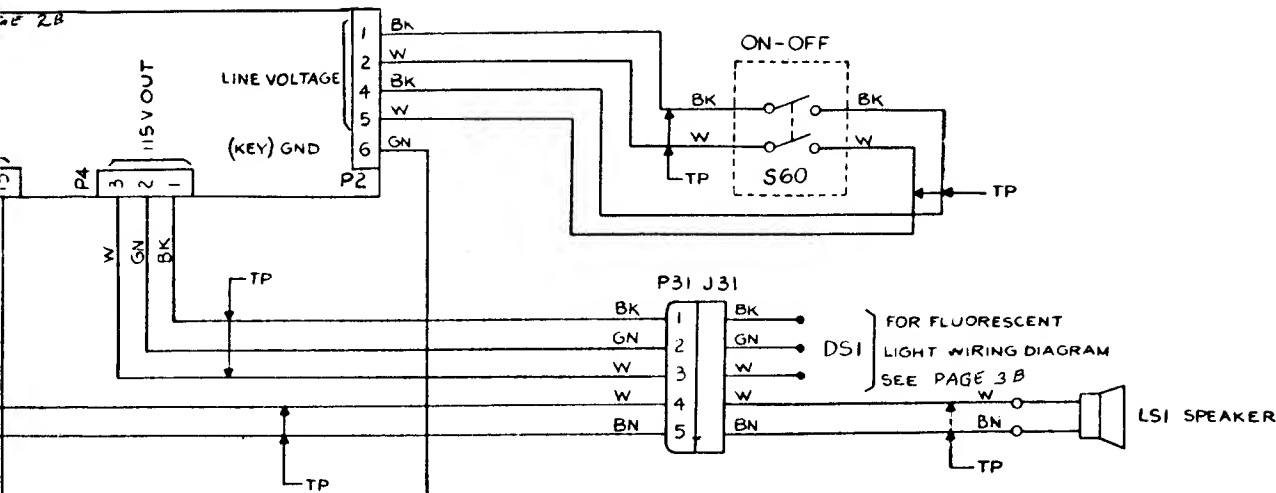 PAGE 2B
1 BK
2 W
LINE VOLTAGE 4 BK
5 W
(KEY) GND 6 GN
P2
115V OUT
P4 3 2 1
W GN BK
TP
ON-OFF
BK BK
W W
TP S60
TP
P31 J31
BK 1 BK
GN 2 GN
W 3 W
W 4 W
BN 5 BN
DS1
FOR FLUORESCENT
LIGHT WIRING DIAGRAM
SEE PAGE 3B
W
BN
LS1 SPEAKER
TP
TP